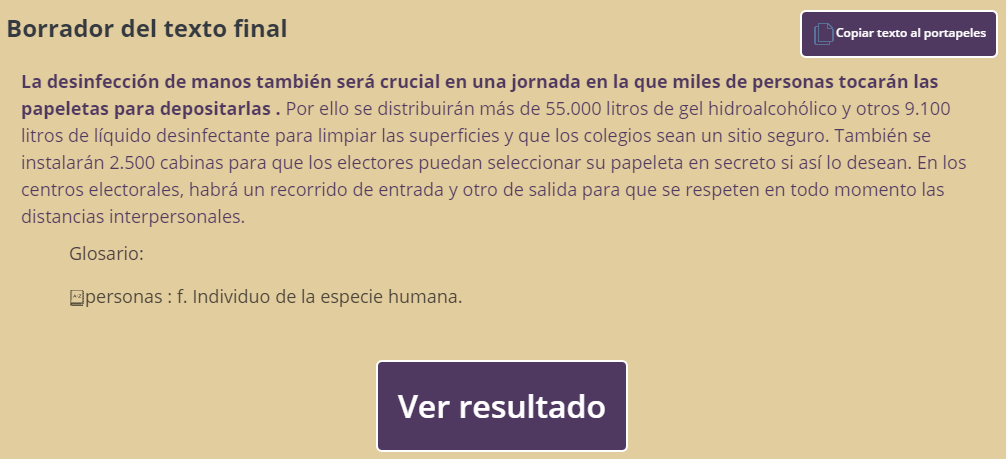 Borrador del texto final
Copiar texto al portapeles
La desinfección de manos también será crucial en una jornada en la que miles de personas tocarán las
papeletas para depositarlas . Por ello se distribuirán más de 55.000 litros de gel hidroalcohólico y otros 9.100
litros de líquido desinfectante para limpiar las superficies y que los colegios sean un sitio seguro. También se
instalarán 2.500 cabinas para que los electores puedan seleccionar su papeleta en secreto si así lo desean. En los
centros electorales, habrá un recorrido de entrada y otro de salida para que se respeten en todo momento las
distancias interpersonales.
Glosario:
personas : f. Individuo de la especie humana.
Ver resultado